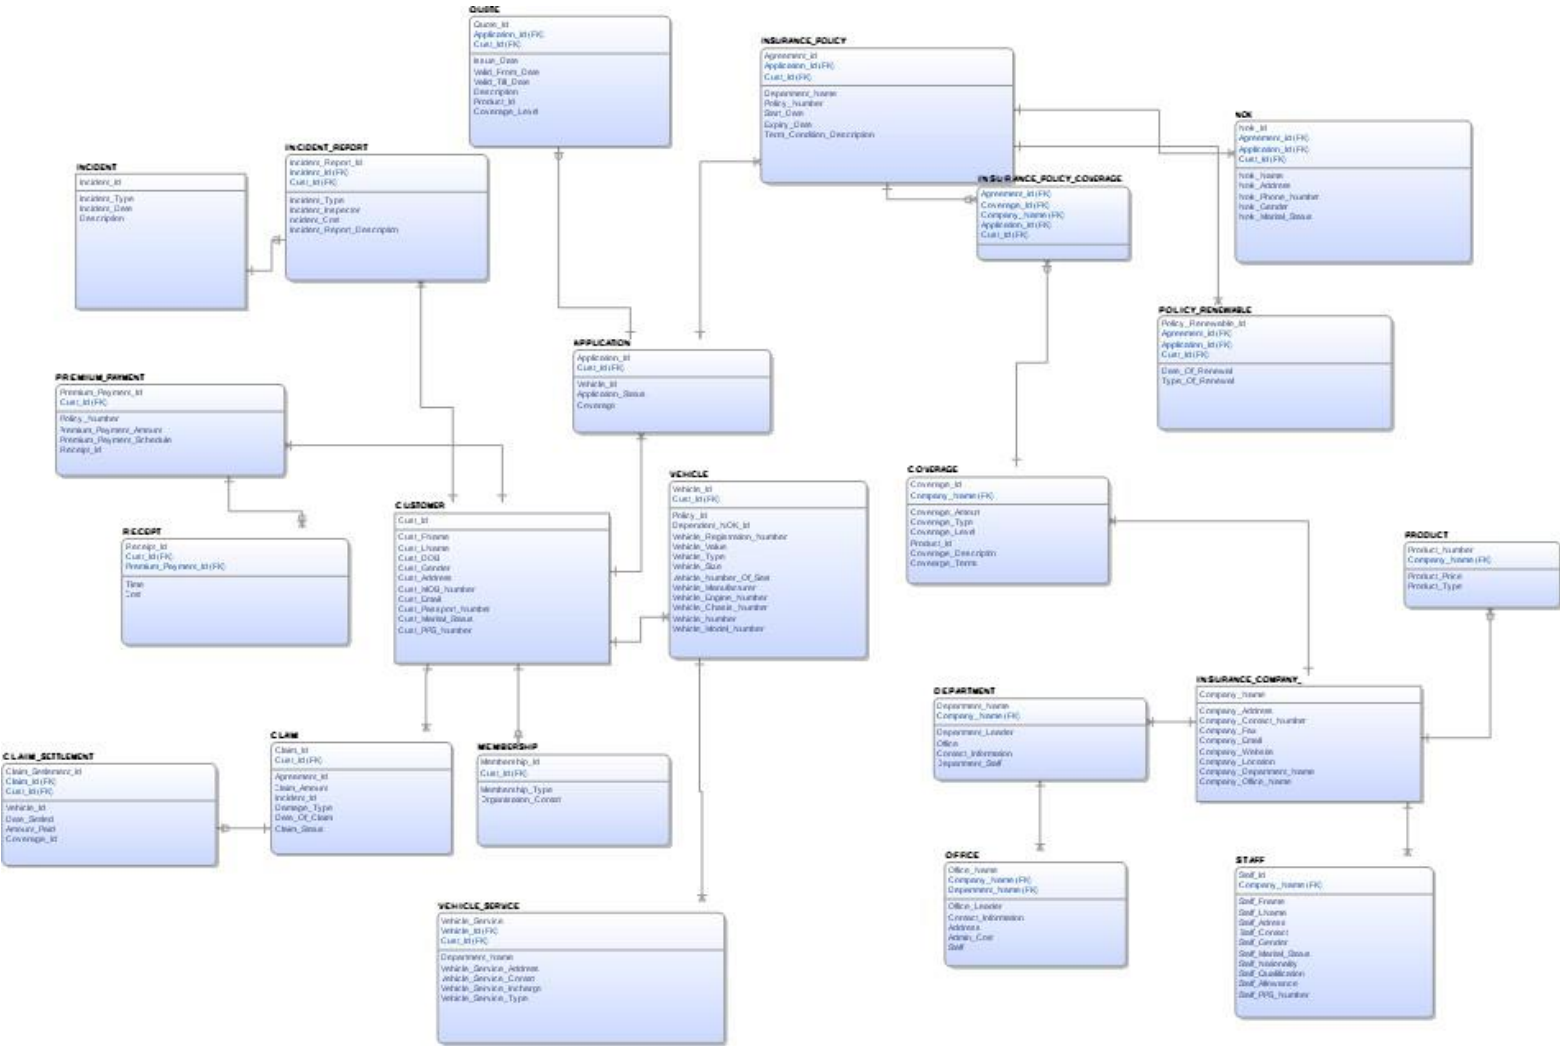 QUOTE
Quote_Id
Application_Id(FK)
Cust_Id(FK)
Issue_Date
Valid_From_Date
Valid_Till_Date
Description
Product_Id
Coverage_Level
INSURANCE_POLICY
Agreement_id
Application_Id(FK)
Cust_Id(FK)
Department_Name
Policy_Number
Start_Date
Expiry_Date
Term_Condition_Description
NOK
Nok_Id
Agreement_id(FK)
Application_Id(FK)
Cust_Id(FK)
Nok_Name
Nok_Address
Nok_Phone_Number
Nok_Gender
Nok_Marital_Status
INCIDENT_REPORT
Incident_Report_Id
Incident_Id(FK)
Cust_Id(FK)
Incident_Type
Incident_Inspector
Incident_Cost
Incident_Report_Description
INCIDENT
Incident_Id
Incident_Type
Incident_Date
Description
INSURANCE_POLICY_COVERAGE
Agreement_id(FK)
Coverage_Id(FK)
Company_Name(FK)
Application_Id(FK)
Cust_Id(FK)
POLICY_RENEWABLE
Policy_Renewable_Id
Agreement_id(FK)
Application_Id(FK)
Cust_Id(FK)
Date_Of_Renewal
Type_Of_Renewal
APPLICATION
Application_Id
Cust_Id(FK)
Vehicle_Id
Application_Status
Coverage
PREMIUM_PAYMENT
Premium_Payment_Id
Cust_Id(FK)
Policy_Number
Premium_Payment_Amount
Premium_Payment_Schedule
Receipt_Id
RECEIPT
Receipt_Id
Cust_Id(FK)
Premium_Payment_Id(FK)
Time
Cost
CUSTOMER
Cust_Id
Cust_FName
Cust_LName
Cust_DOB
Cust_Gender
Cust_Address
Cust_MOB_Number
Cust_Email
Cust_Passport_Number
Cust_Marital_Status
Cust_PPS_Number
VEHICLE
Vehicle_Id
Cust_Id(FK)
Policy_Id
Dependent_NOK_Id
Vehicle_Registration_Number
Vehicle_Value
Vehicle_Type
Vehicle_Size
Vehicle_Number_Of_Seat
Vehicle_Manufacturer
Vehicle_Engine_Number
Vehicle_Chasis_Number
Vehicle_Number
Vehicle_Model_Number
COVERAGE
Coverage_Id
Company_Name(FK)
Coverage_Amount
Coverage_Type
Coverage_Level
Product_Id
Coverage_Terms
PRODUCT
Product_Number
Company_Name(FK)
Product_Price
Product_Type
DEPARTMENT
Department_Name
Company_Name(FK)
Department_Leader
Office
Contact_Information
Department_Staff
INSURANCE_COMPANY_
Company_Name
Company_Address
Company_Contact_Number
Company_Fax
Company_Email
Company_Website
Company_Location
Company_Department_Name
Company_Office_Name
CLAIM_SETTLEMENT
Claim_Settlement_Id
Claim_Id(FK)
Cust_Id(FK)
Vehicle_Id
Date_Settled
Amount_Paid
Coverage_Id
CLAIM
Claim_Id
Cust_Id(FK)
Agreement_Id
Claim_Amount
Incident_Id
Damage_Type
Date_Of_Claim
Claim_Status
MEMBERSHIP
Membership_Id
Cust_Id(FK)
Membership_Type
Organisation_Contact
OFFICE
Office_Name
Company_Name(FK)
Department_Name(FK)
Office_Leader
Contact_Information
Address
Admin_Cost
Staff
STAFF
Staff_Id
Company_Name(FK)
Staff_Fname
Staff_LName
Staff_Adress
Staff_Contact
Staff_Gender
Staff_Marital_Status
Staff_Nationality
Staff_Qualification
Staff_Allowance
Staff_PPS_Number
VEHICLE_SERVICE
Vehicle_Service
Vehicle_Id(FK)
Cust_Id(FK)
Department_Name
Vehicle_Service_Address
Vehicle_Service_Contact
Vehicle_Service_Incharge
Vehicle_Service_Type